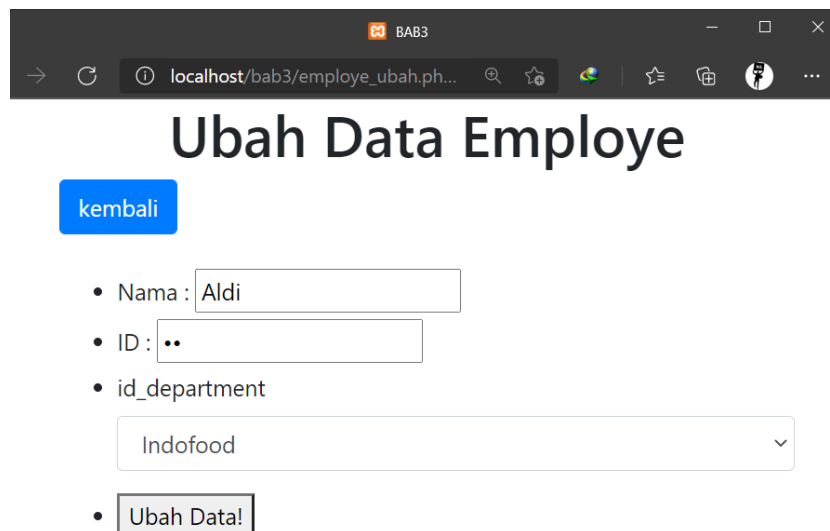 BAB3
localhost/bab3/employe_ubah.ph...
Ubah Data Employe
kembali
Nama : Aldi
ID : ••
id_department
Indofood
Ubah Data!